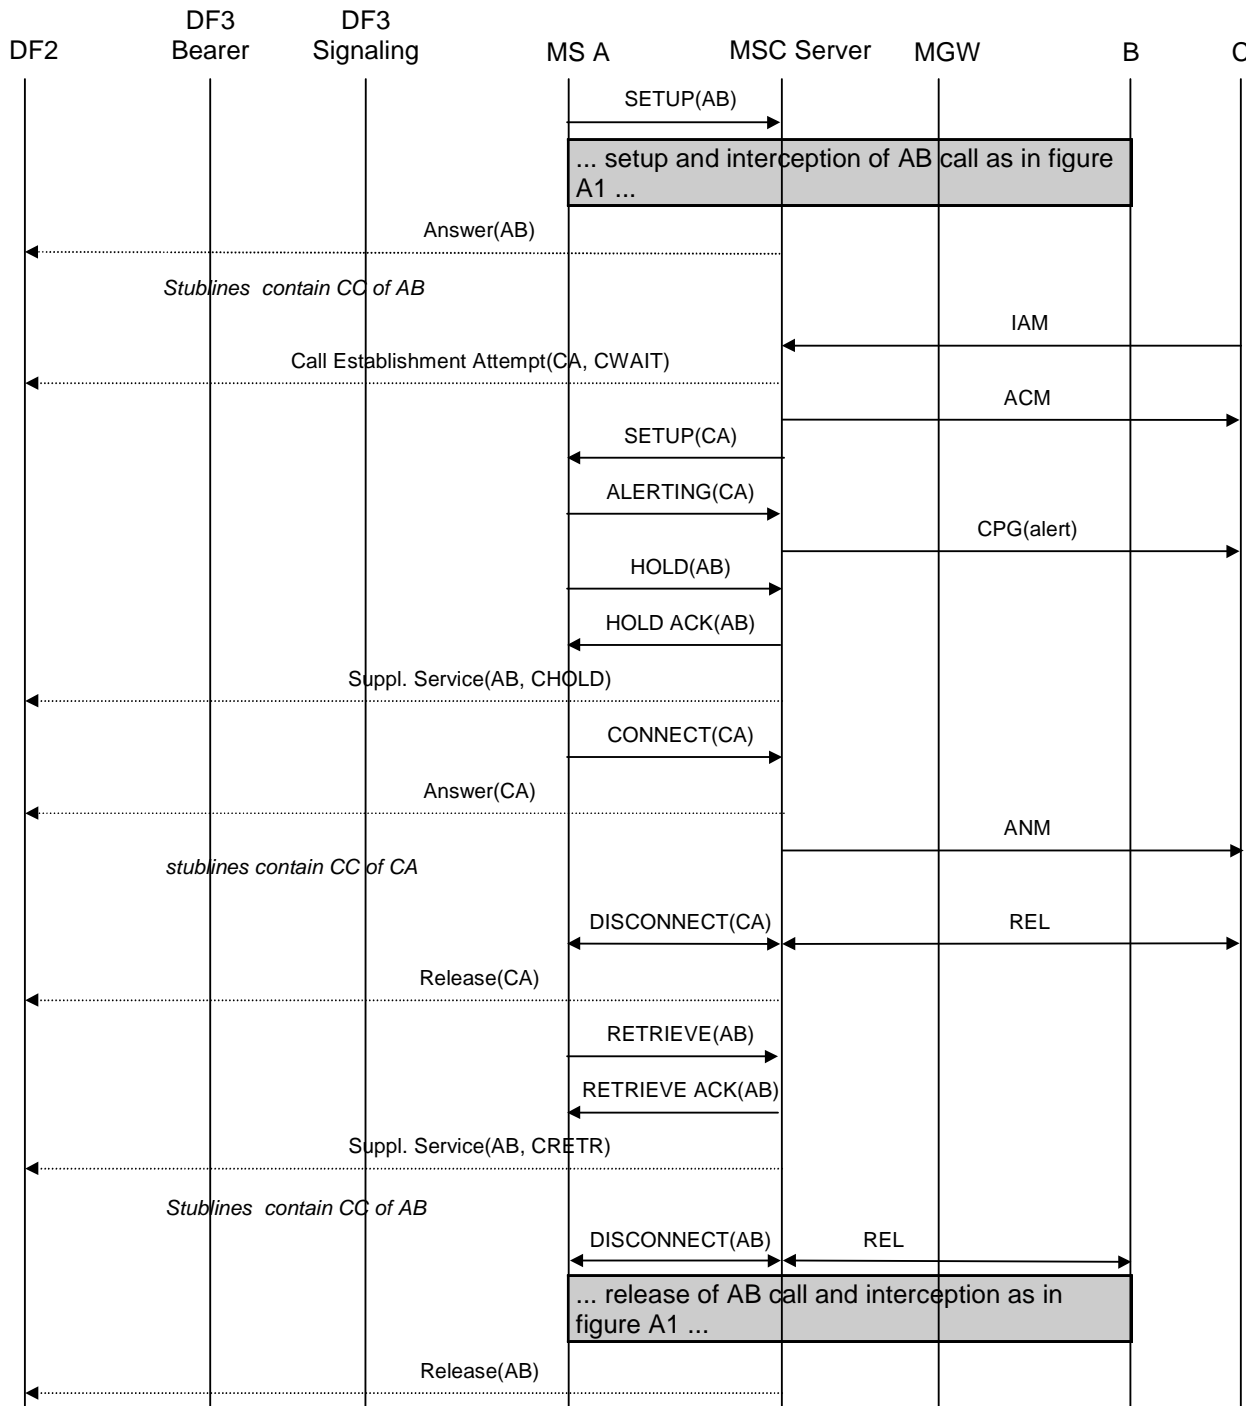 DF2
DF3
Bearer
DF3
Signaling
MS A
MSC Server
MGW
B
C
SETUP(AB)
... setup and interception of AB call as in figure
A1 ...
Answer(AB)
Stublines contain CC of AB
IAM
Call Establishment Attempt(CA, CWAIT)
ACM
SETUP(CA)
ALERTING(CA)
CPG(alert)
HOLD(AB)
HOLD ACK(AB)
Suppl. Service(AB, CHOLD)
CONNECT(CA)
Answer(CA)
ANM
stublines contain CC of CA
DISCONNECT(CA)
REL
Release(CA)
RETRIEVE(AB)
RETRIEVE ACK(AB)
Suppl. Service(AB, CRETR)
Stublines contain CC of AB
DISCONNECT(AB)
REL
... release of AB call and interception as in
figure A1 ...
Release(AB)